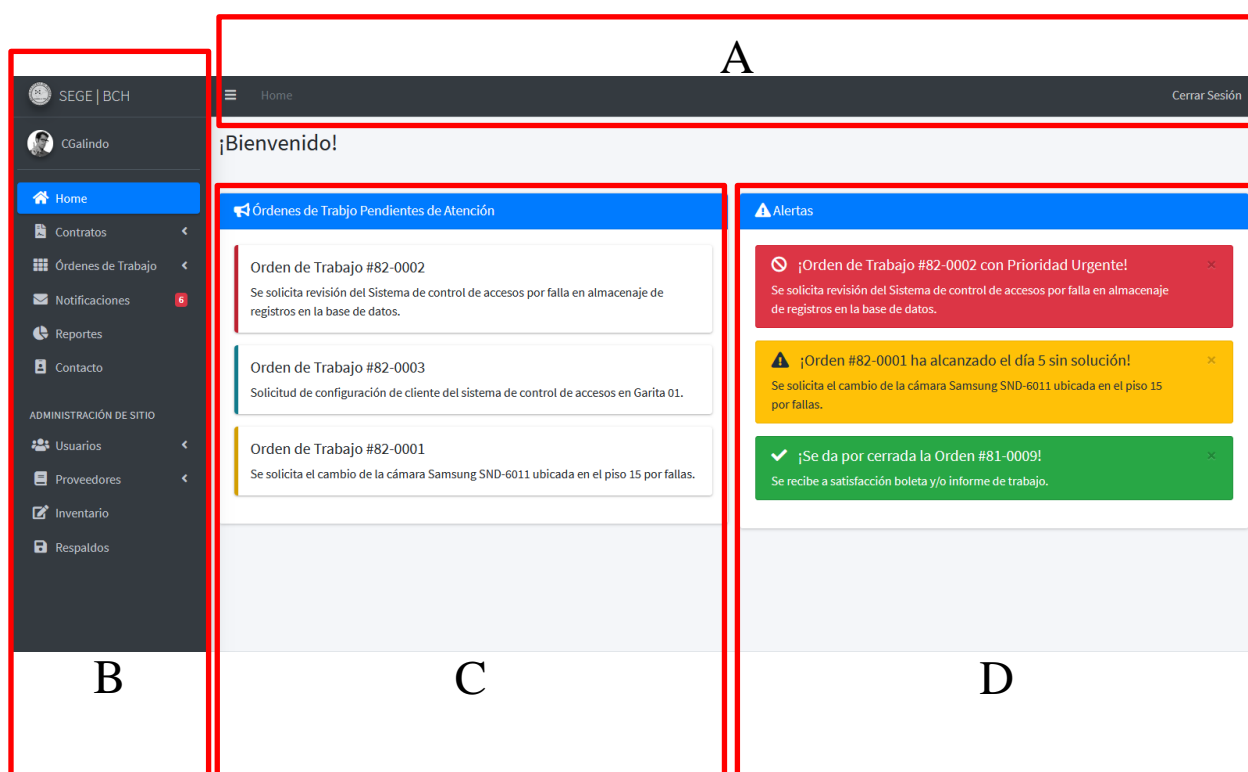 A
SEGE | BCH
Home
Cerrar Sesión
CGalindo
¡Bienvenido!
Home
Contratos
Órdenes de Trabajo
Notificaciones 6
Reportes
Contacto
ADMINISTRACIÓN DE SITIO
Usuarios
Proveedores
Inventario
Respaldos
B
Órdenes de Trabjo Pendientes de Atención
Orden de Trabajo #82-0002
Se solicita revisión del Sistema de control de accesos por falla en almacenaje de
registros en la base de datos.
Orden de Trabajo #82-0003
Solicitud de configuración de cliente del sistema de control de accesos en Garita 01.
Orden de Trabajo #82-0001
Se solicita el cambio de la cámara Samsung SND-6011 ubicada en el piso 15 por fallas.
C
Alertas
¡Orden de Trabajo #82-0002 con Prioridad Urgente! ×
Se solicita revisión del Sistema de control de accesos por falla en almacenaje
de registros en la base de datos.
¡Orden #82-0001 ha alcanzado el día 5 sin solución! ×
Se solicita el cambio de la cámara Samsung SND-6011 ubicada en el piso 15
por fallas.
¡Se da por cerrada la Orden #81-0009! ×
Se recibe a satisfacción boleta y/o informe de trabajo.
D